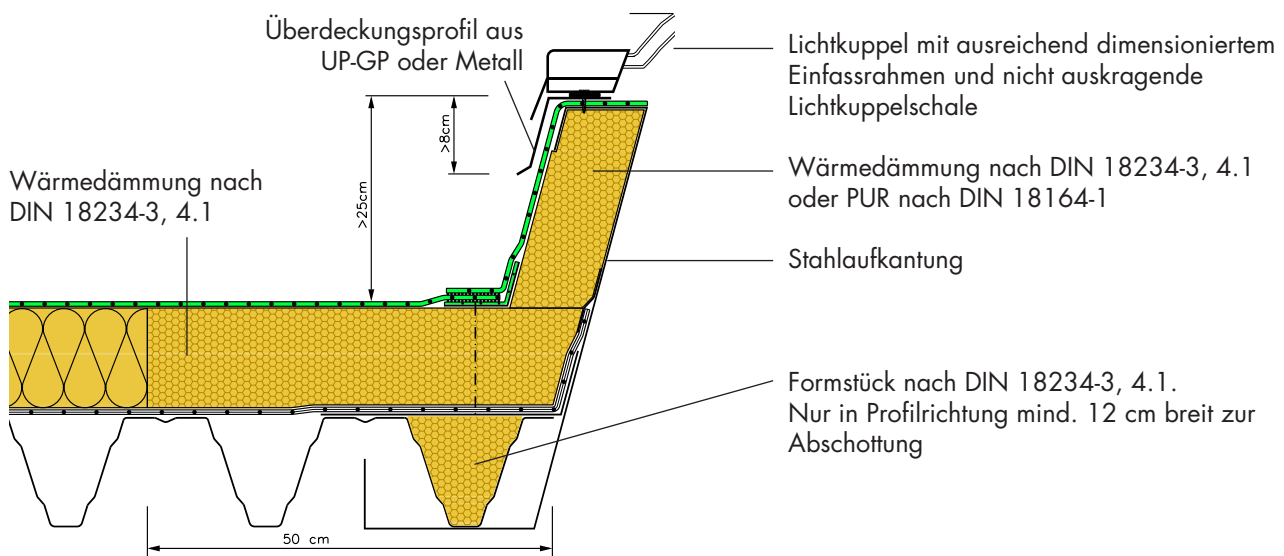 Überdeckungsprofil aus
UP-GP oder Metall
Lichtkuppel mit ausreichend dimensioniertem
Einfassrahmen und nicht auskragende
Lichtkuppelschale
>8cm
>25cm
Wärmedämmung nach
DIN 18234-3, 4.1
Wärmedämmung nach DIN 18234-3, 4.1
oder PUR nach DIN 18164-1
Stahlaufkantung
Formstück nach DIN 18234-3, 4.1.
Nur in Profilrichtung mind. 12 cm breit zur
Abschottung
50 cm